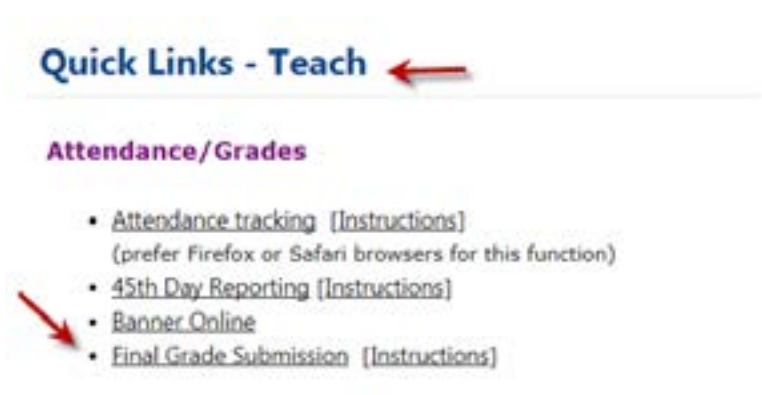 Quick Links - Teach
Attendance/Grades
• Attendance tracking [Instructions]
(prefer Firefox or Safari browsers for this function)
• 45th Day Reporting [Instructions]
• Banner Online
• Final Grade Submission [Instructions]